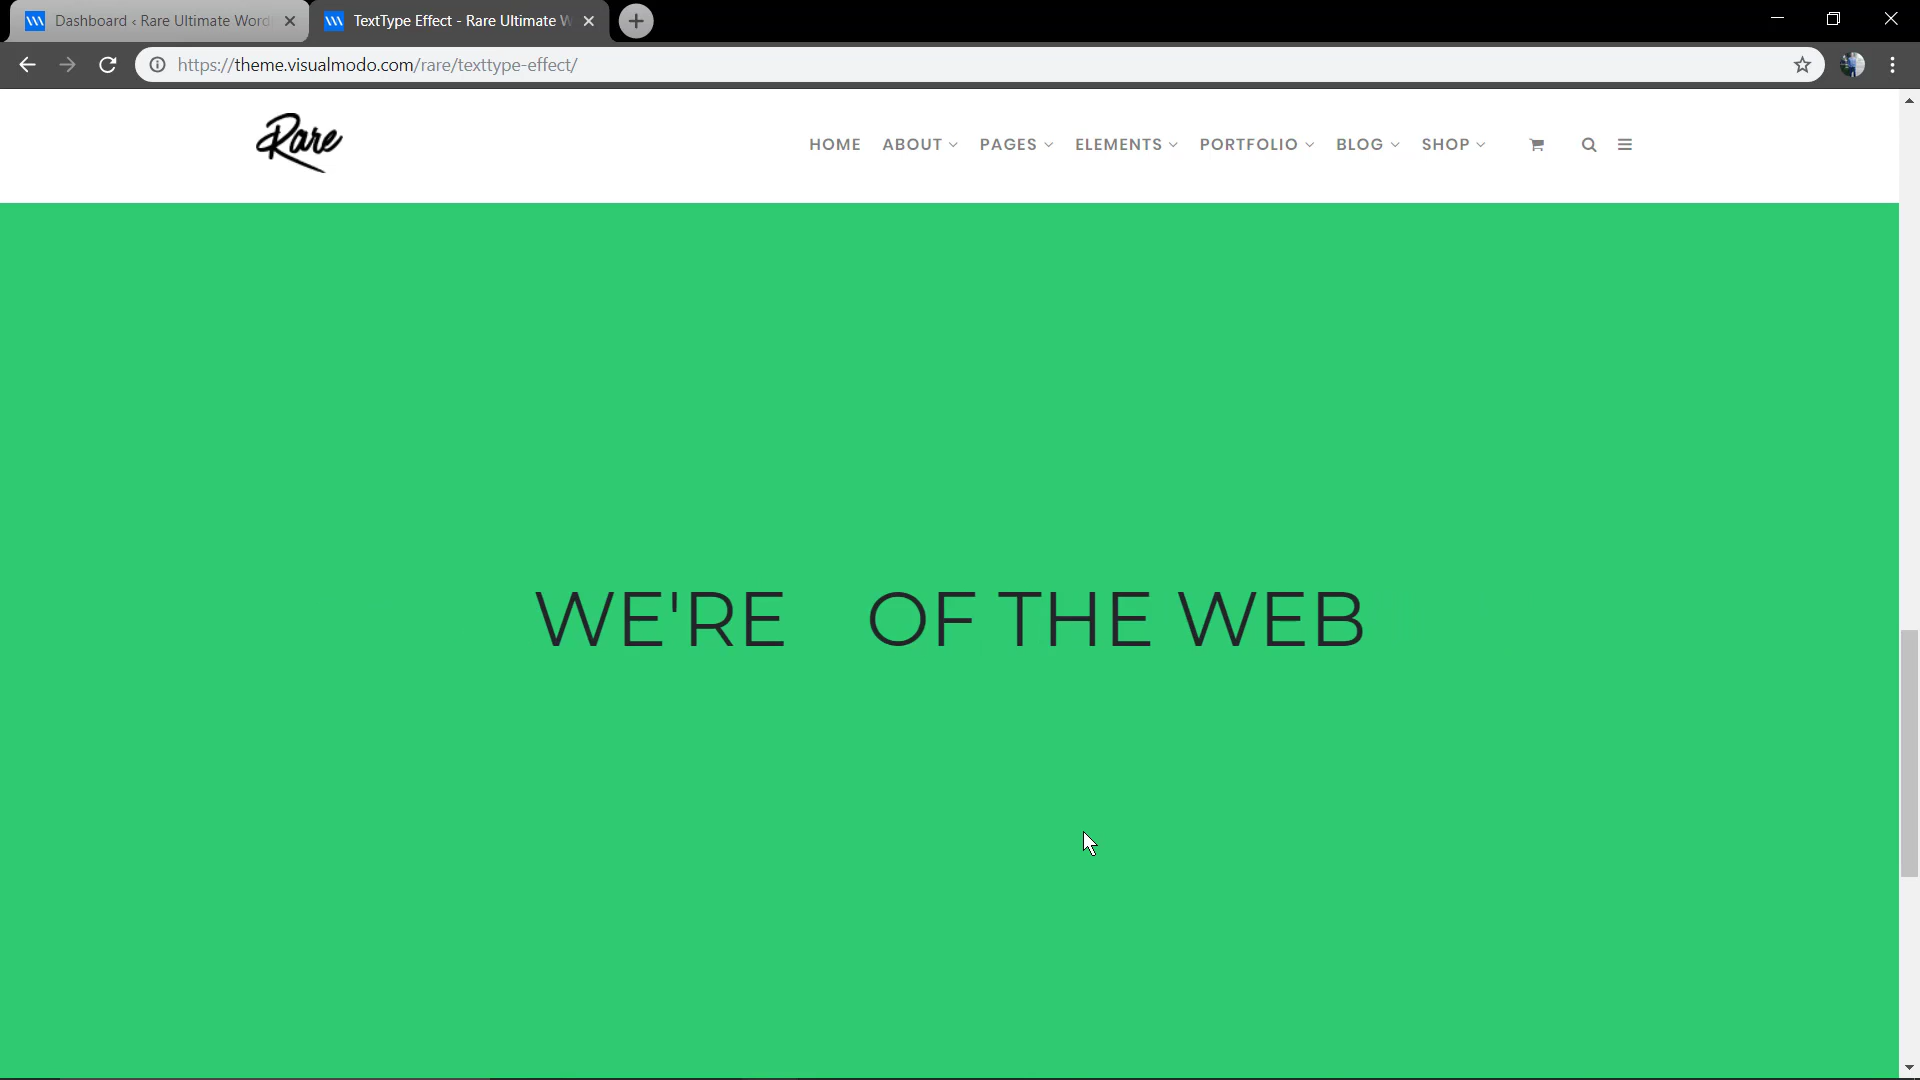 Dashboard ‹ Rare Ultimate Word
TextType Effect - Rare Ultimate W
https://theme.visualmodo.com/rare/texttype-effect/
Rare
HOME ABOUT PAGES ELEMENTS PORTFOLIO BLOG SHOP
WE'RE OF THE WEB